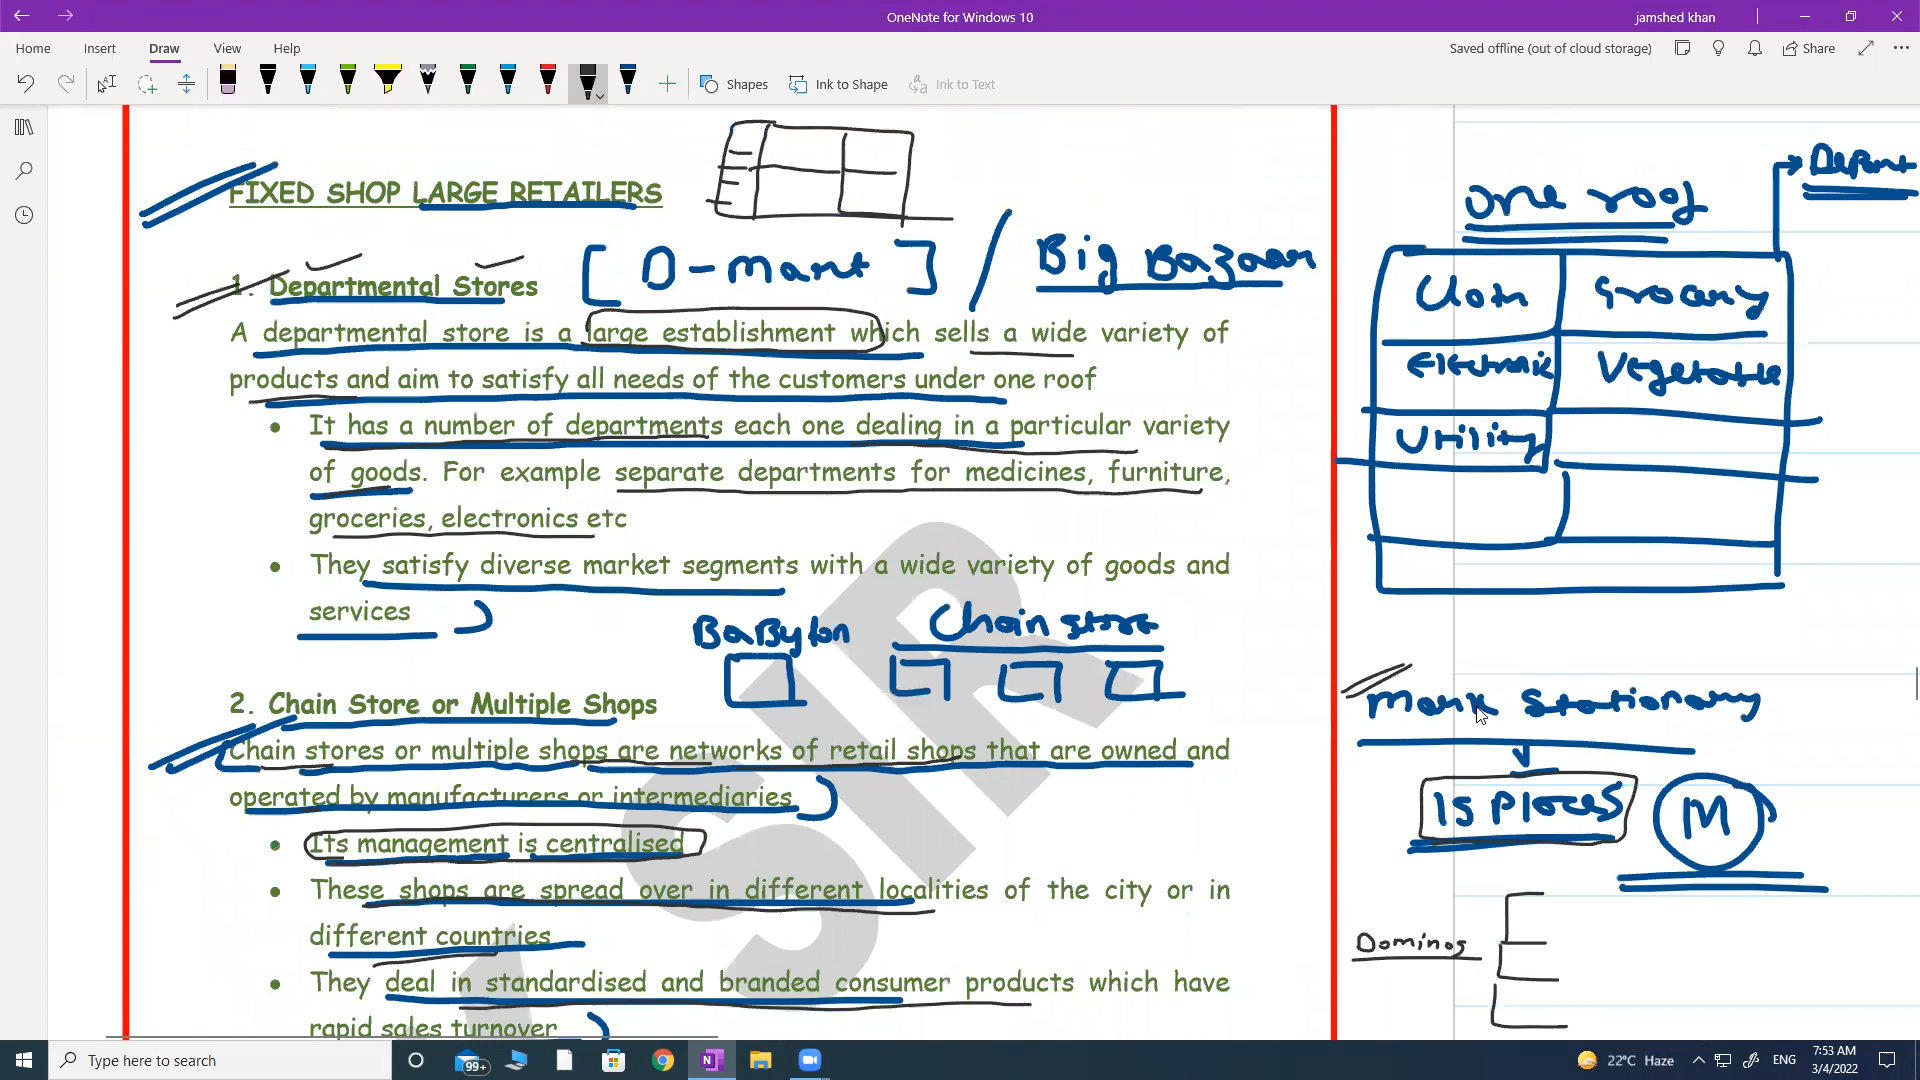 OneNote for Windows 10
jamshed khan
Home Insert Draw View Help
Saved offline (out of cloud storage)
Share
Shapes
Ink to Shape
Ink to Text
FIXED SHOP LARGE RETAILERS
1. Departmental Stores
[ D-mart ] / Big Bazaar
A departmental store is a large establishment which sells a wide variety of
products and aim to satisfy all needs of the customers under one roof
• It has a number of departments each one dealing in a particular variety
of goods. For example separate departments for medicines, furniture,
groceries, electronics etc
• They satisfy diverse market segments with a wide variety of goods and
services
Babylon
Chain store
2. Chain Store or Multiple Shops
Chain stores or multiple shops are networks of retail shops that are owned and
operated by manufacturers or intermediaries
• Its management is centralised
• These shops are spread over in different localities of the city or in
different countries
• They deal in standardised and branded consumer products which have
rapid sales turnover
SIR
One roof
Depart
Cloth
Grocery
Electronic
Vegetable
Utility
Mark Stationary
15 Places
M
Dominos
Type here to search
99+
22°C Haze
ENG
7:53 AM
3/4/2022